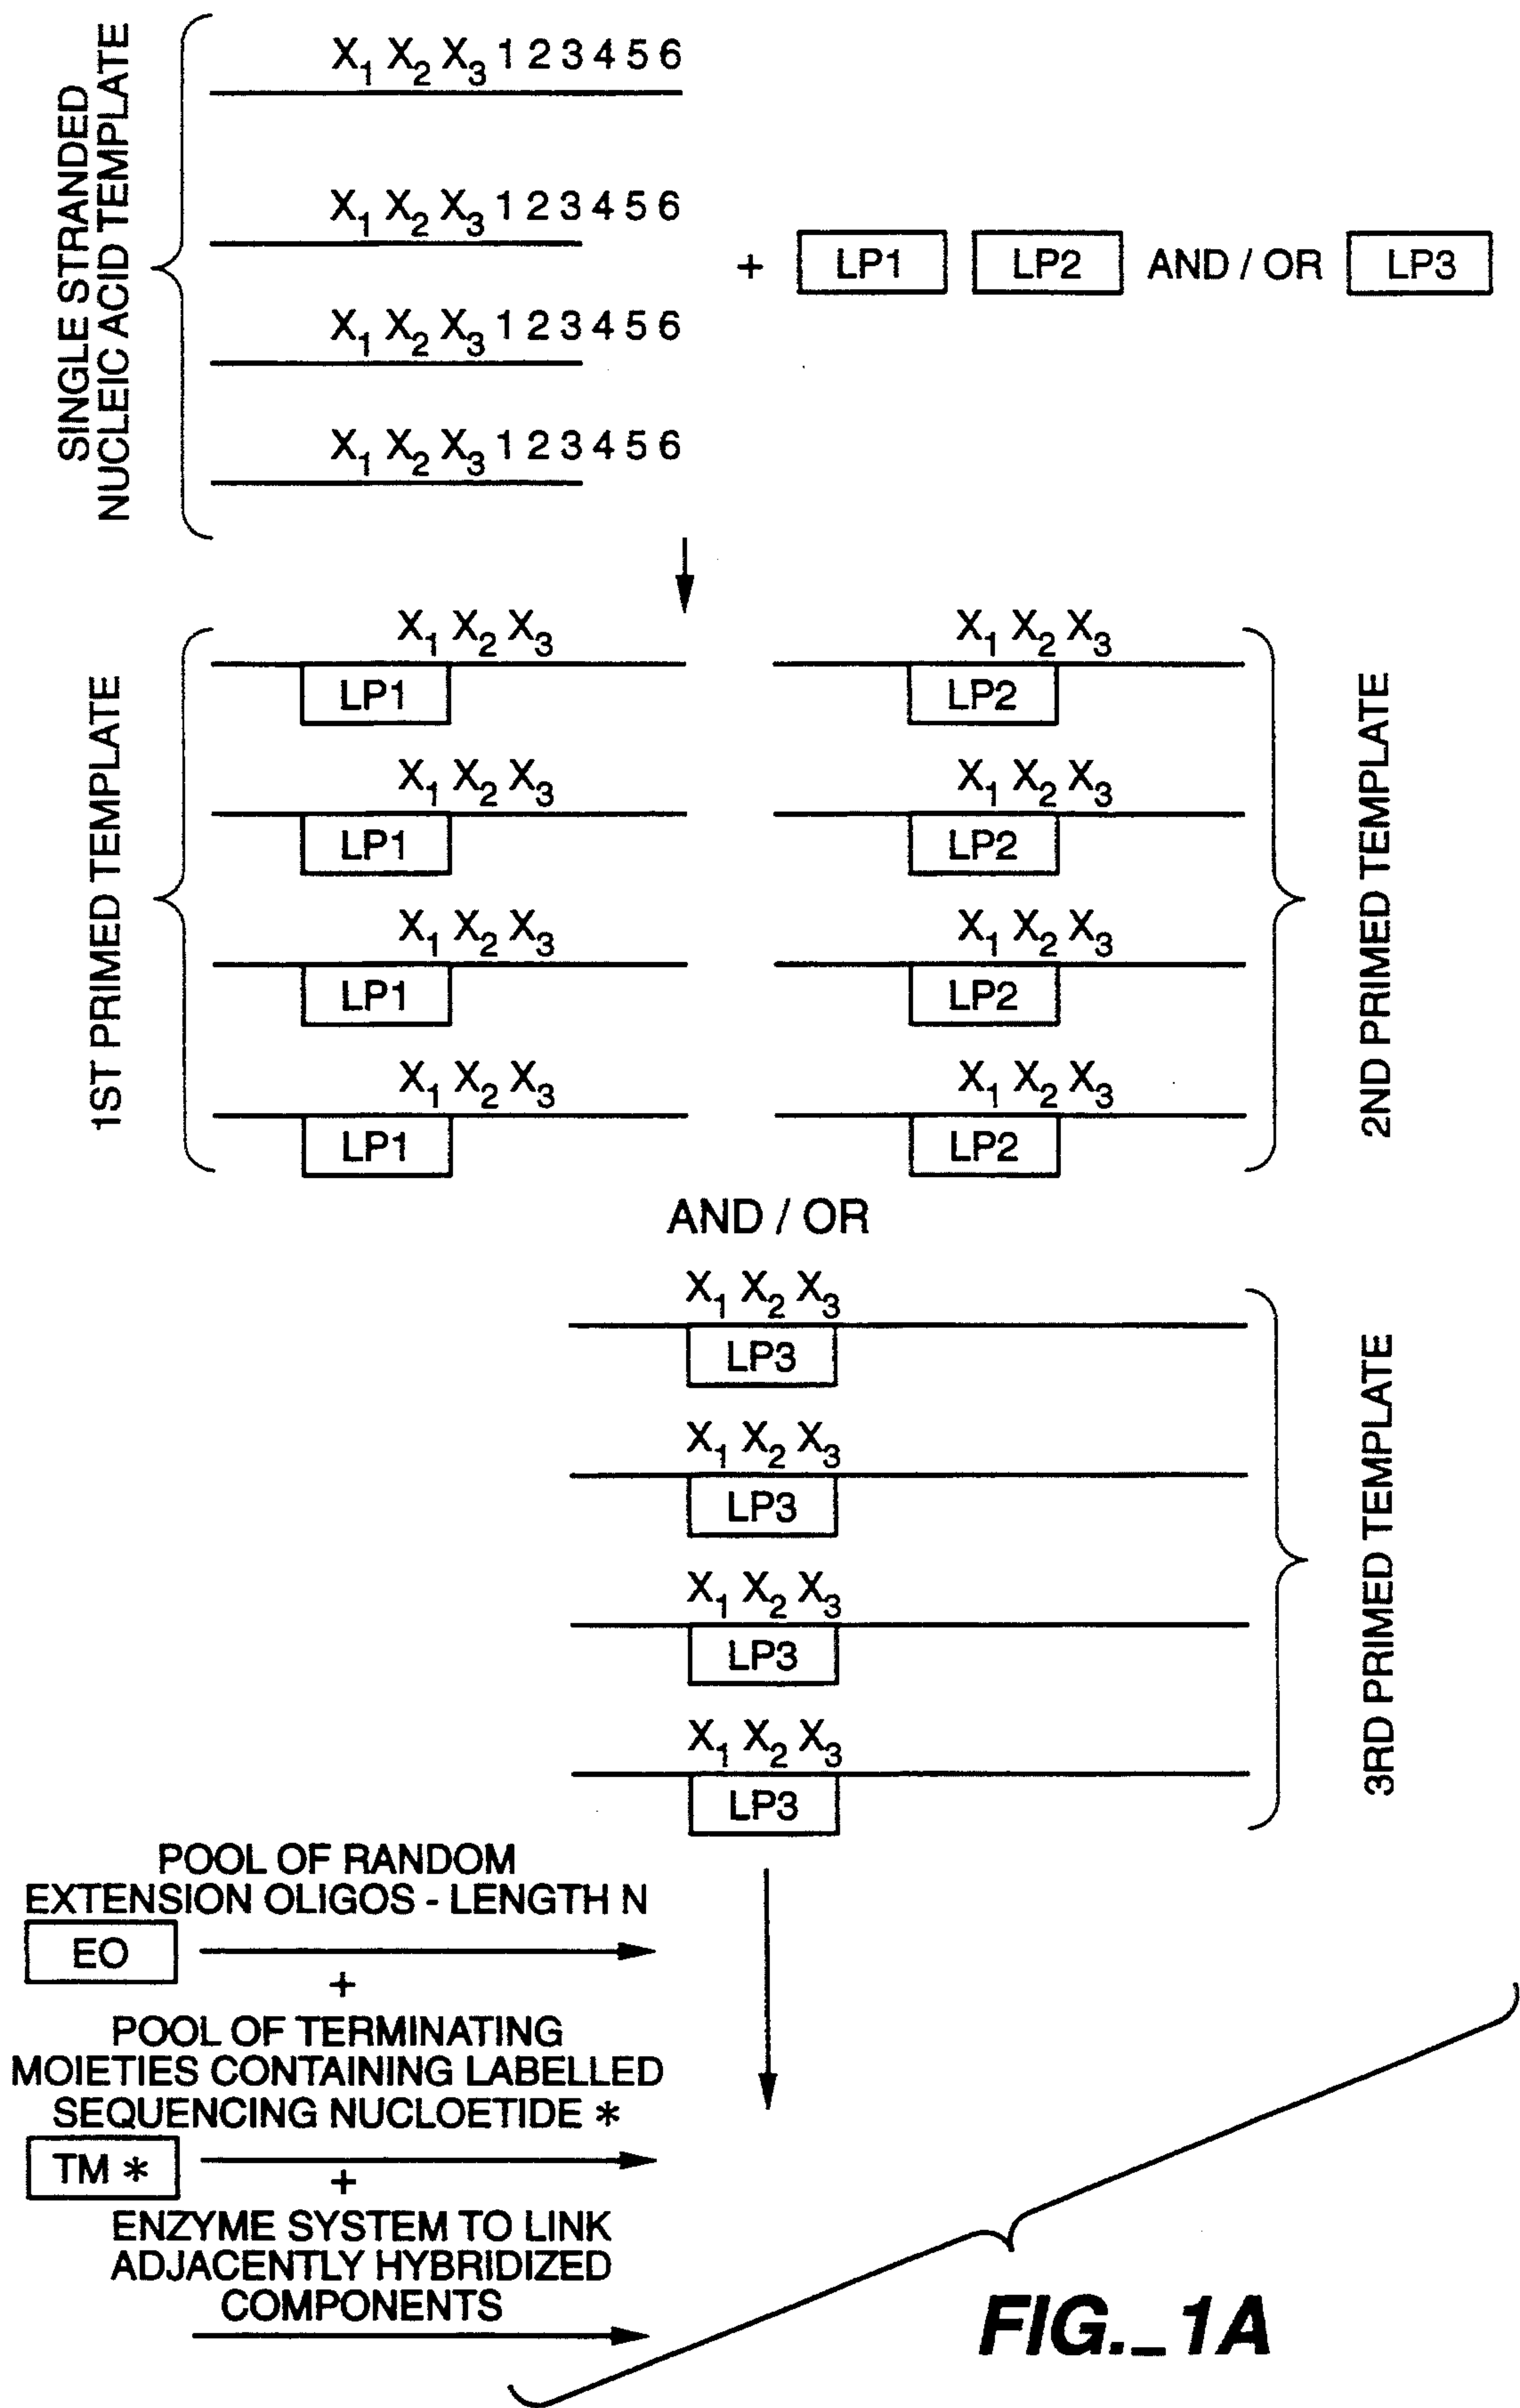 SINGLE STRANDED
NUCLEIC ACID TEMPLATE
X1 X2 X3 1 2 3 4 5 6
X1 X2 X3 1 2 3 4 5 6
X1 X2 X3 1 2 3 4 5 6
X1 X2 X3 1 2 3 4 5 6
+ LP1 LP2 AND / OR LP3
1ST PRIMED TEMPLATE
X1 X2 X3
LP1
X1 X2 X3
LP1
X1 X2 X3
LP1
X1 X2 X3
LP1
X1 X2 X3
LP2
X1 X2 X3
LP2
X1 X2 X3
LP2
X1 X2 X3
LP2
2ND PRIMED TEMPLATE
AND / OR
X1 X2 X3
LP3
X1 X2 X3
LP3
X1 X2 X3
LP3
X1 X2 X3
LP3
3RD PRIMED TEMPLATE
POOL OF RANDOM
EXTENSION OLIGOS - LENGTH N
EO
+
POOL OF TERMINATING
MOIETIES CONTAINING LABELLED
SEQUENCING NUCLOETIDE *
TM *
+
ENZYME SYSTEM TO LINK
ADJACENTLY HYBRIDIZED
COMPONENTS
FIG._1A